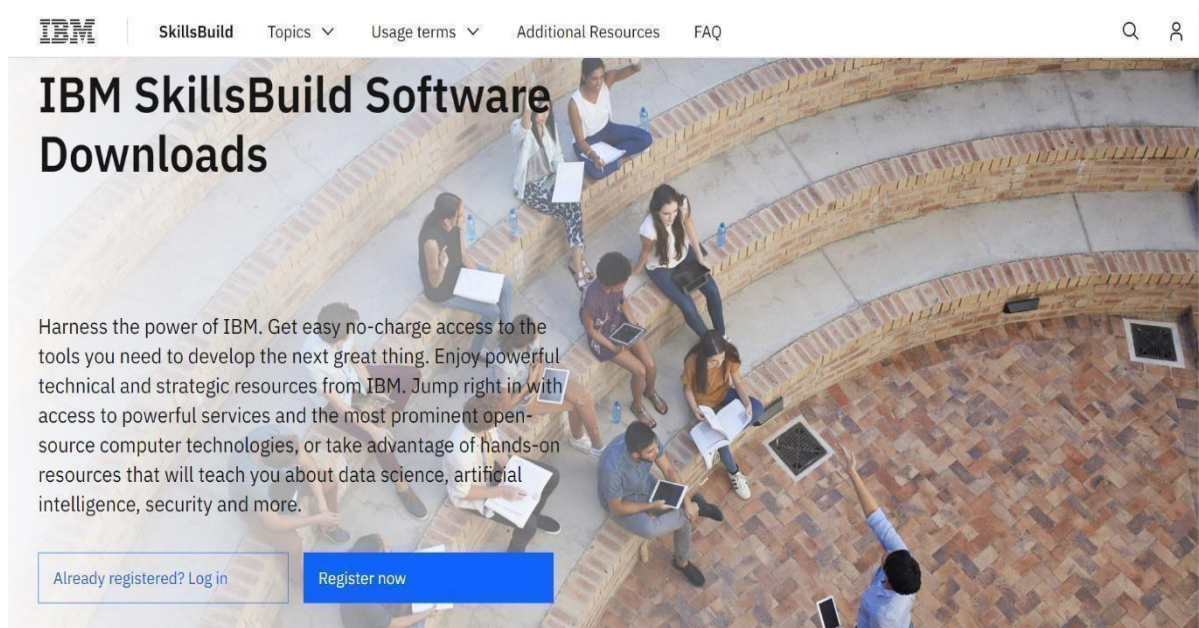 IBM SkillsBuild Topics Usage terms Additional Resources FAQ
IBM SkillsBuild Software
Downloads
Harness the power of IBM. Get easy no-charge access to the
tools you need to develop the next great thing. Enjoy powerful
technical and strategic resources from IBM. Jump right in with
access to powerful services and the most prominent open-
source computer technologies, or take advantage of hands-on
resources that will teach you about data science, artificial
intelligence, security and more.
Already registered? Log in Register now